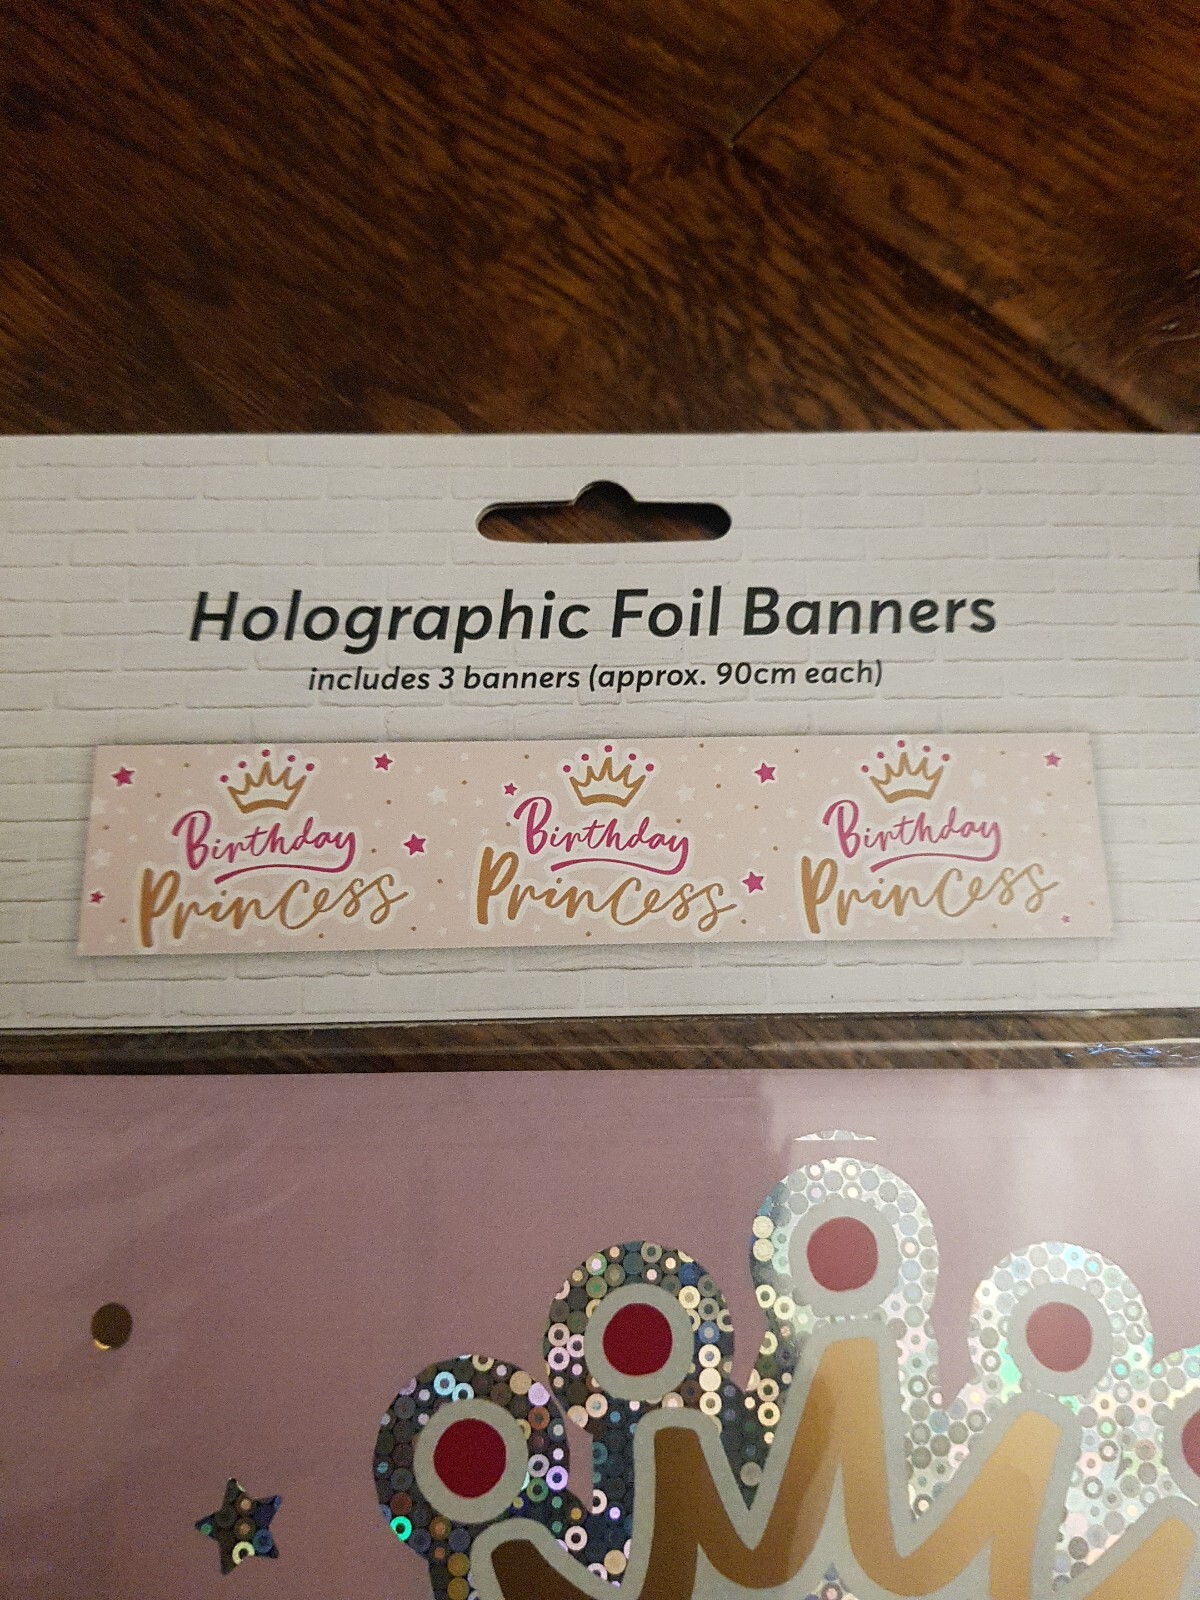 Holographic Foil Banners
includes 3 banners (approx. 90cm each)
Birthday
Princess
Birthday
Princess
Birthday
Princess